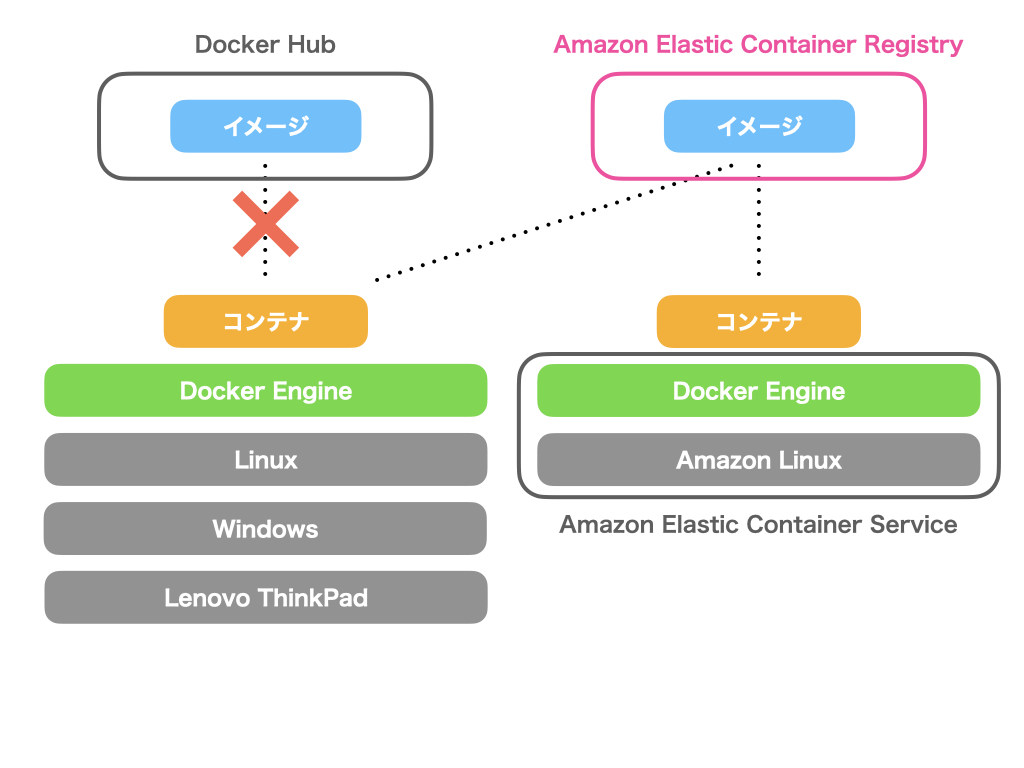 Docker Hub
イメージ
コンテナ
Docker Engine
Linux
Windows
Lenovo ThinkPad
Amazon Elastic Container Registry
イメージ
コンテナ
Docker Engine
Amazon Linux
Amazon Elastic Container Service